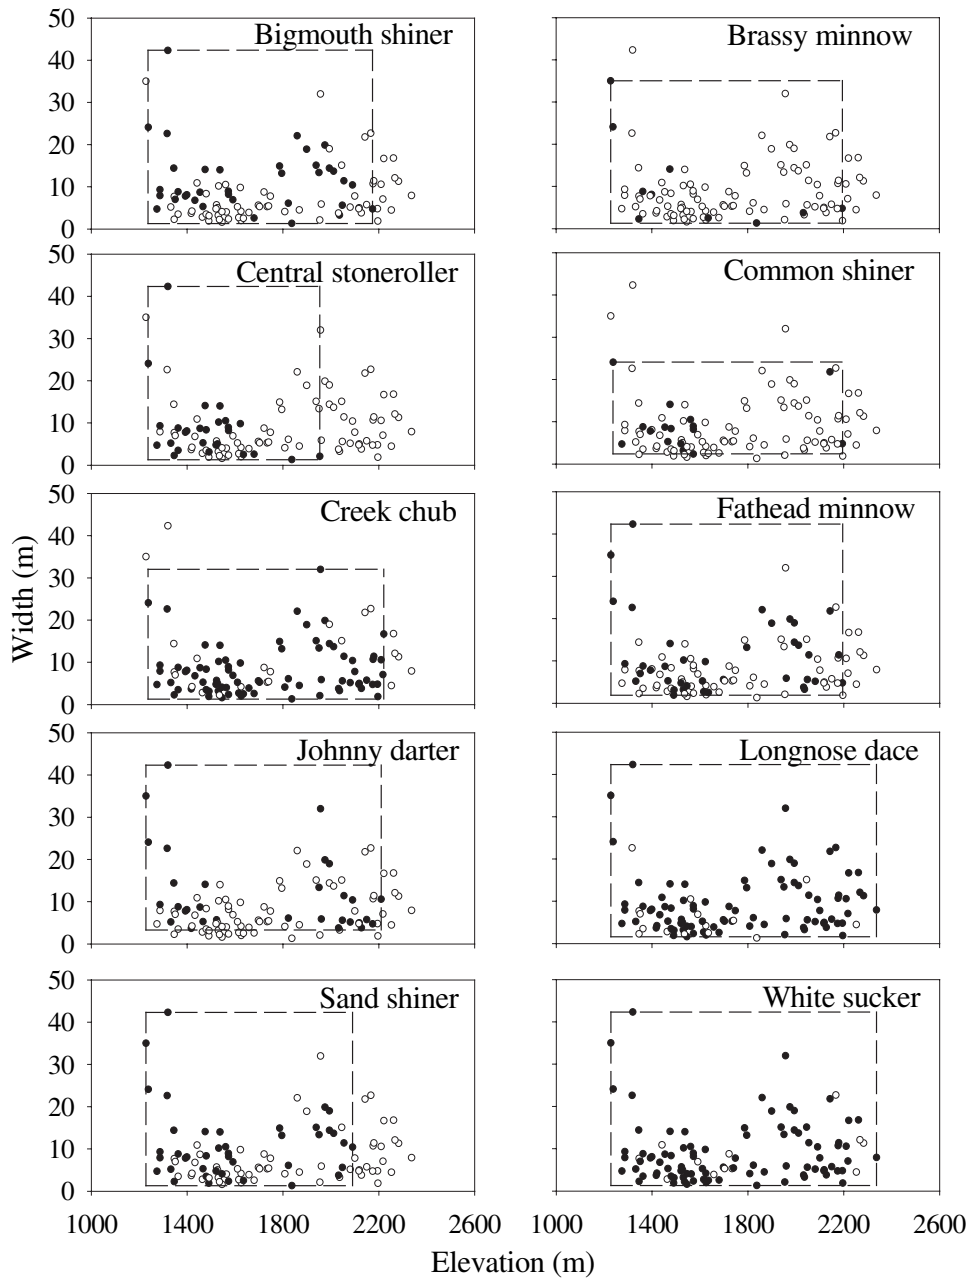 50
40
30
20
10
0
Bigmouth shiner
Brassy minnow
50
40
30
20
10
0
Central stoneroller
Common shiner
50
40
30
20
10
0
Creek chub
Fathead minnow
Width (m)
50
40
30
20
10
0
Johnny darter
Longnose dace
50
40
30
20
10
0
Sand shiner
White sucker
1000 1400 1800 2200 2600
1000 1400 1800 2200 2600
Elevation (m)